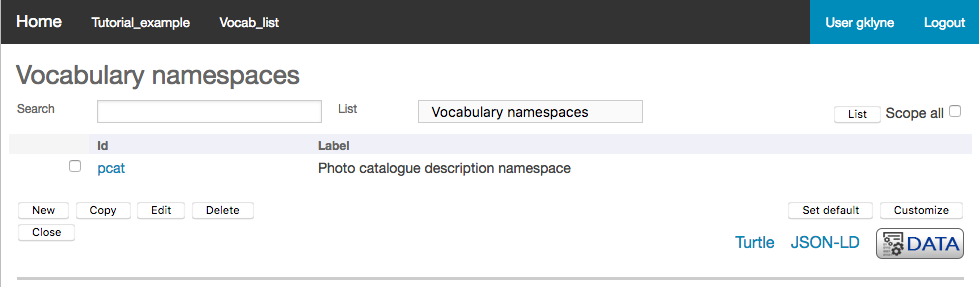 Home Tutorial_example Vocab_list User gklyne Logout
Vocabulary namespaces
Search List Vocabulary namespaces List Scope all
Id Label
pcat Photo catalogue description namespace
New Copy Edit Delete Set default Customize
Close
Turtle JSON-LD DATA